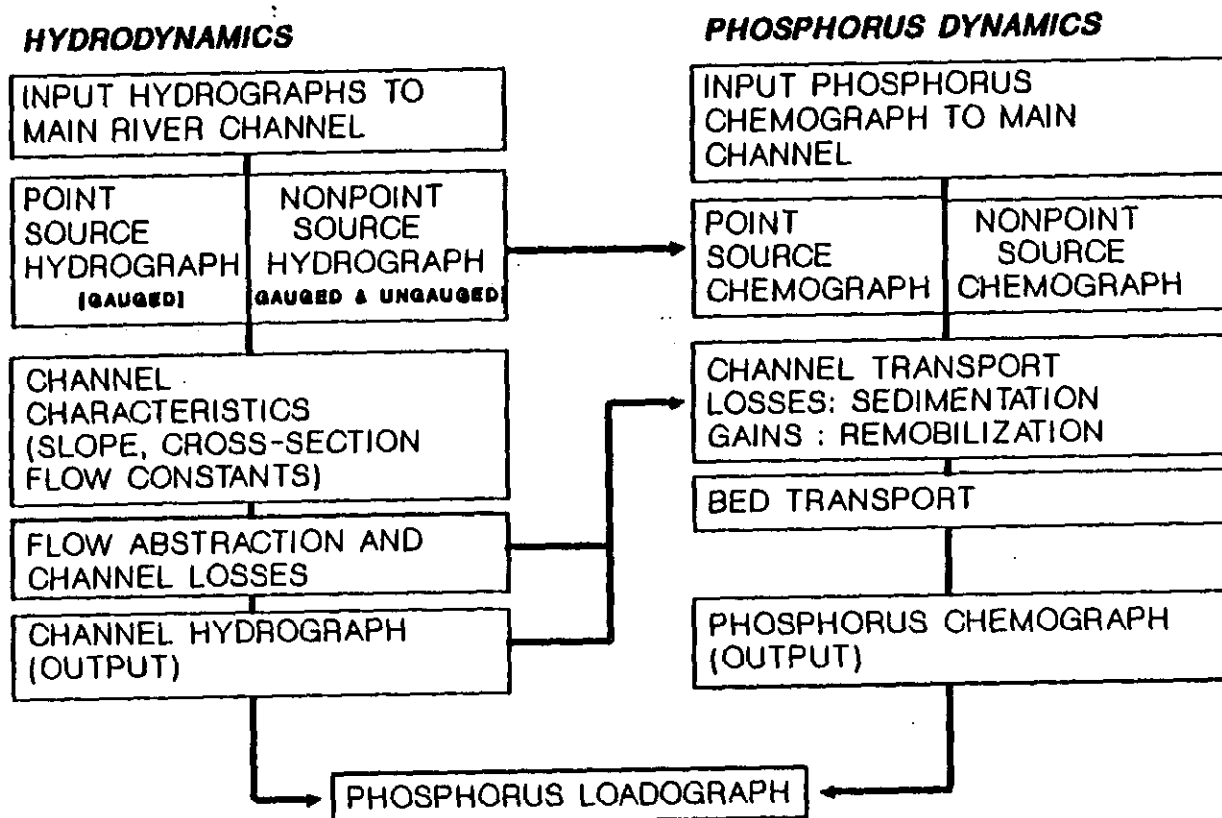 HYDRODYNAMICS
INPUT HYDROGRAPHS TO
MAIN RIVER CHANNEL
POINT
SOURCE
HYDROGRAPH
[GAUGED]
NONPOINT
SOURCE
HYDROGRAPH
[GAUGED & UNGAUGED]
CHANNEL
CHARACTERISTICS
(SLOPE, CROSS-SECTION
FLOW CONSTANTS)
FLOW ABSTRACTION AND
CHANNEL LOSSES
CHANNEL HYDROGRAPH
(OUTPUT)
PHOSPHORUS DYNAMICS
INPUT PHOSPHORUS
CHEMOGRAPH TO MAIN
CHANNEL
POINT
SOURCE
CHEMOGRAPH
NONPOINT
SOURCE
CHEMOGRAPH
CHANNEL TRANSPORT
LOSSES: SEDIMENTATION
GAINS : REMOBILIZATION
BED TRANSPORT
PHOSPHORUS CHEMOGRAPH
(OUTPUT)
PHOSPHORUS LOADOGRAPH